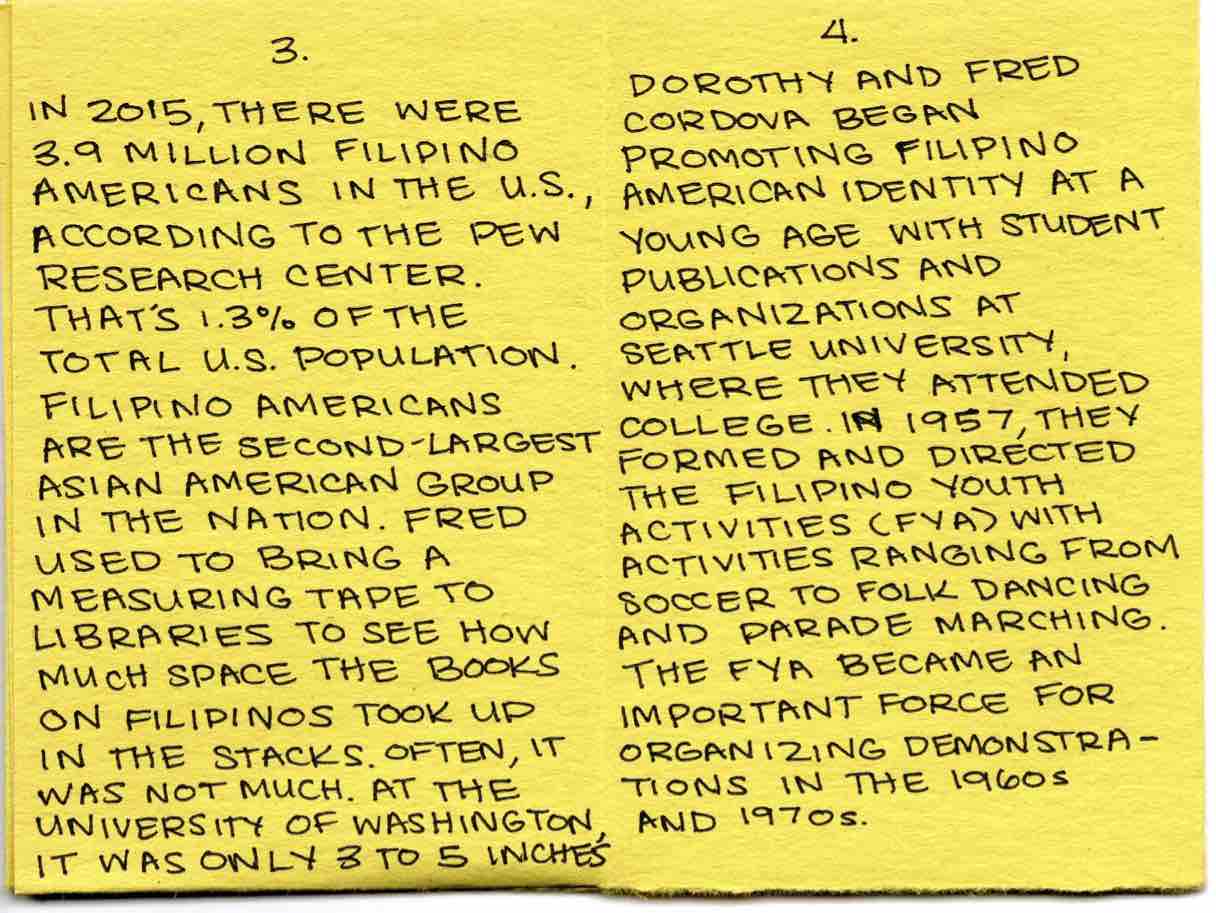 3.
IN 2015, THERE WERE
3.9 MILLION FILIPINO
AMERICANS IN THE U.S.,
ACCORDING TO THE PEW
RESEARCH CENTER.
THAT'S 1.3% OF THE
TOTAL U.S. POPULATION.
FILIPINO AMERICANS
ARE THE SECOND-LARGEST
ASIAN AMERICAN GROUP
IN THE NATION. FRED
USED TO BRING A
MEASURING TAPE TO
LIBRARIES TO SEE HOW
MUCH SPACE THE BOOKS
ON FILIPINOS TOOK UP
IN THE STACKS. OFTEN, IT
WAS NOT MUCH. AT THE
UNIVERSITY OF WASHINGTON,
IT WAS ONLY 3 TO 5 INCHES
4.
DOROTHY AND FRED
CORDOVA BEGAN
PROMOTING FILIPINO
AMERICAN IDENTITY AT A
YOUNG AGE WITH STUDENT
PUBLICATIONS AND
ORGANIZATIONS AT
SEATTLE UNIVERSITY,
WHERE THEY ATTENDED
COLLEGE. IN 1957, THEY
FORMED AND DIRECTED
THE FILIPINO YOUTH
ACTIVITIES (FYA) WITH
ACTIVITIES RANGING FROM
SOCCER TO FOLK DANCING
AND PARADE MARCHING.
THE FYA BECAME AN
IMPORTANT FORCE FOR
ORGANIZING DEMONSTRA-
TIONS IN THE 1960s
AND 1970s.